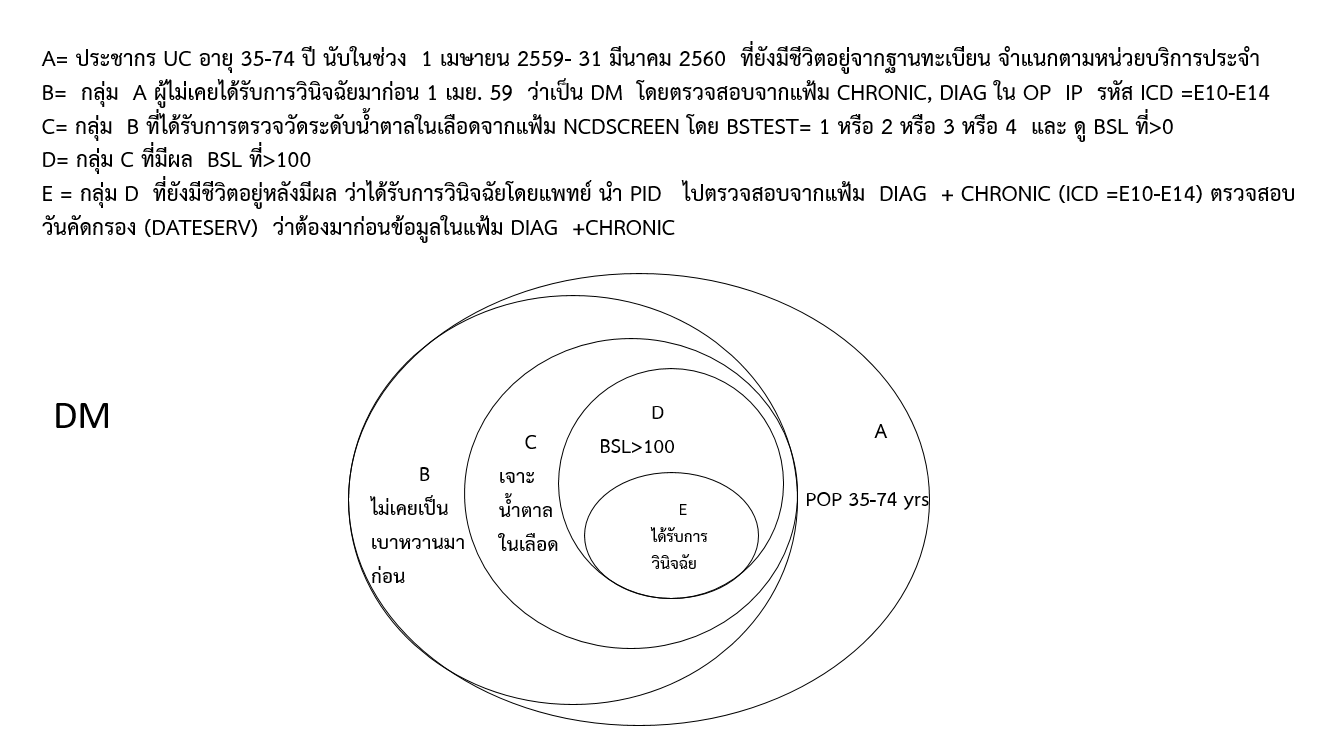 A= ประชากร UC อายุ 35-74 ปี นับในช่วง  1 เมษายน 2559- 31 มีนาคม 2560  ที่ยังมีชีวิตอยู่จากฐานทะเบียน จำแนกตามหน่วยบริการประจำ
B=  กลุ่ม  A ผู้ไม่เคยได้รับการวินิจฉัยมาก่อน 1 เมย. 59  ว่าเป็น DM  โดยตรวจสอบจากแฟ้ม CHRONIC, DIAG ใน OP  IP  รหัส ICD =E10-E14
C= กลุ่ม  B ที่ได้รับการตรวจวัดระดับน้ำตาลในเลือดจากแฟ้ม NCDSCREEN โดย BSTEST= 1 หรือ 2 หรือ 3 หรือ 4  และ ดู BSL ที่>0
D= กลุ่ม C ที่มีผล  BSL ที่>100
E = กลุ่ม D  ที่ยังมีชีวิตอยู่หลังมีผล ว่าได้รับการวินิจฉัยโดยแพทย์ นำ PID   ไปตรวจสอบจากแฟ้ม  DIAG  + CHRONIC (ICD =E10-E14) ตรวจสอบ
วันคัดกรอง (DATESERV)  ว่าต้องมาก่อนข้อมูลในแฟ้ม DIAG  +CHRONIC
DM
B
ไม่เคยเป็น
เบาหวานมา
ก่อน
C
เจาะ
น้ำตาล
ในเลือด
D
BSL>100
E
ได้รับการ
วินิจฉัย
A
POP 35-74 yrs